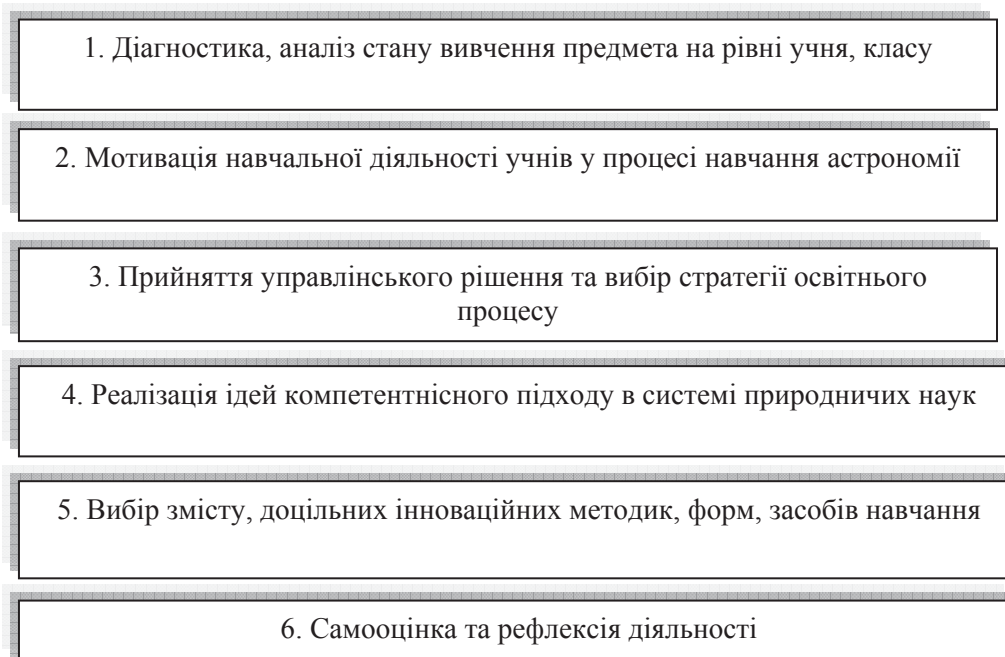 1. Діагностика, аналіз стану вивчення предмета на рівні учня, класу
2. Мотивація навчальної діяльності учнів у процесі навчання астрономії
3. Прийняття управлінського рішення та вибір стратегії освітнього
процесу
4. Реалізація ідей компетентнісного підходу в системі природничих наук
5. Вибір змісту, доцільних інноваційних методик, форм, засобів навчання
6. Самооцінка та рефлексія діяльності